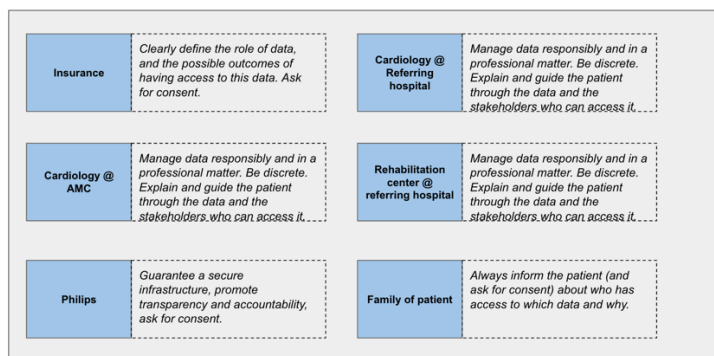 Insurance
Clearly define the role of data,
and the possible outcomes of
having access to this data. Ask
for consent.
Cardiology @
Referring
hospital
Manage data responsibly and in a
professional matter. Be discrete.
Explain and guide the patient
through the data and the
stakeholders who can access it.
Cardiology @
AMC
Manage data responsibly and in a
professional matter. Be discrete.
Explain and guide the patient
through the data and the
stakeholders who can access it.
Rehabilitation
center @
referring hospital
Manage data responsibly and in a
professional matter. Be discrete.
Explain and guide the patient
through the data and the
stakeholders who can access it.
Philips
Guarantee a secure
infrastructure, promote
transparency and accountability,
ask for consent.
Family of patient
Always inform the patient (and
ask for consent) about who has
access to which data and why.